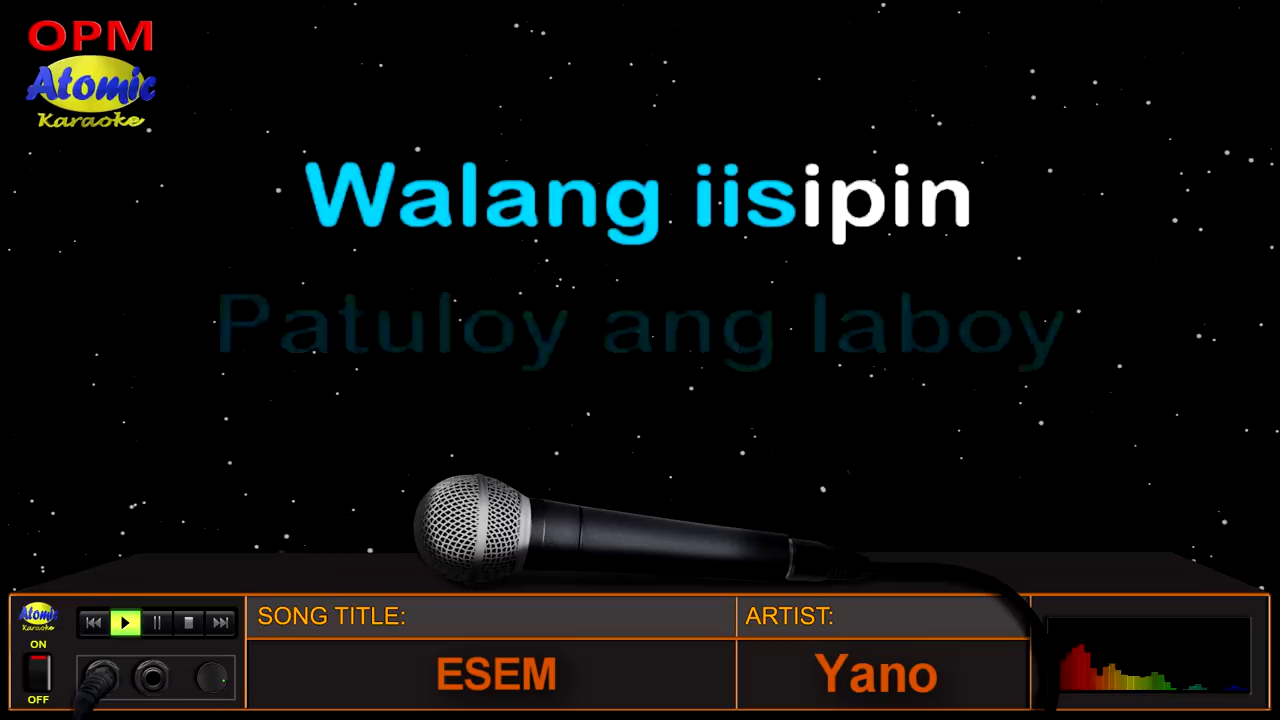 OPM
Atomic
Karaoke
Walang iisipin
Patuloy ang laboy
Atomic
Karaoke
ON
OFF
SONG TITLE:
ARTIST:
ESEM
Yano